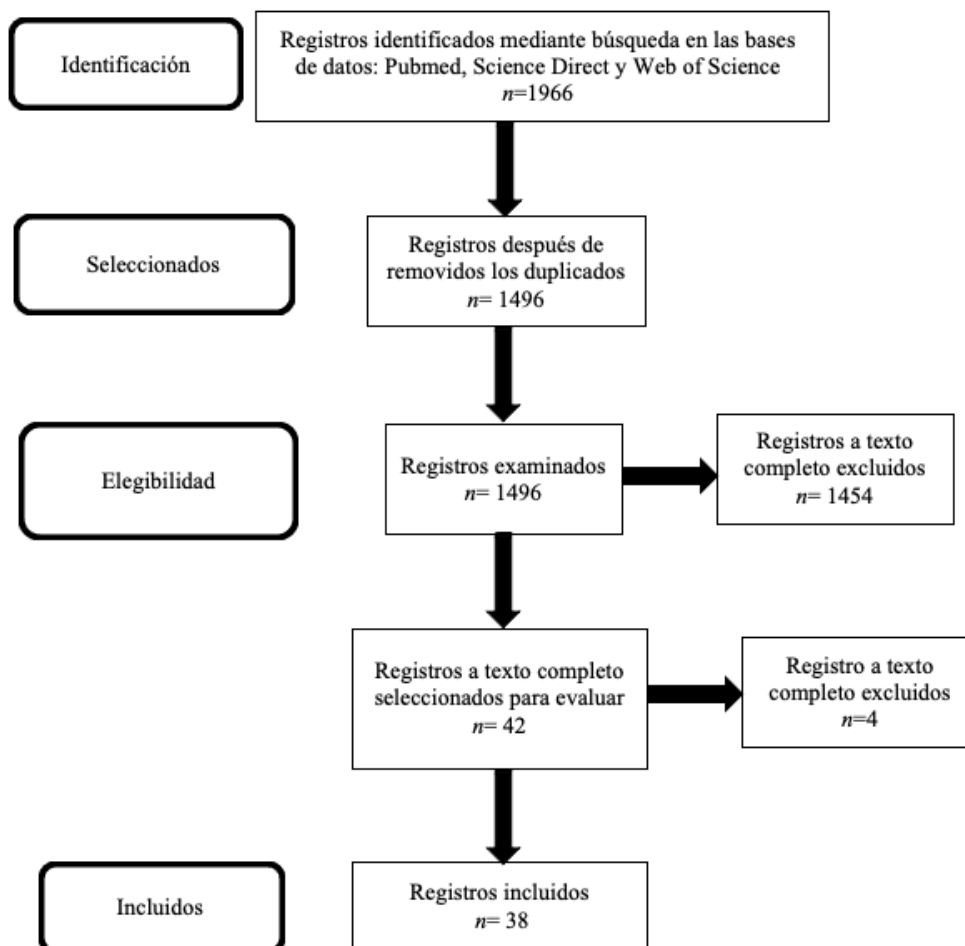 Identificación
Registros identificados mediante búsqueda en las bases
de datos: Pubmed, Science Direct y Web of Science
n=1966
Seleccionados
Registros después de
removidos los duplicados
n= 1496
Elegibilidad
Registros examinados
n= 1496
Registros a texto
completo excluidos
n= 1454
Registros a texto completo
seleccionados para evaluar
n= 42
Registro a texto
completo excluidos
n=4
Incluidos
Registros incluidos
n= 38